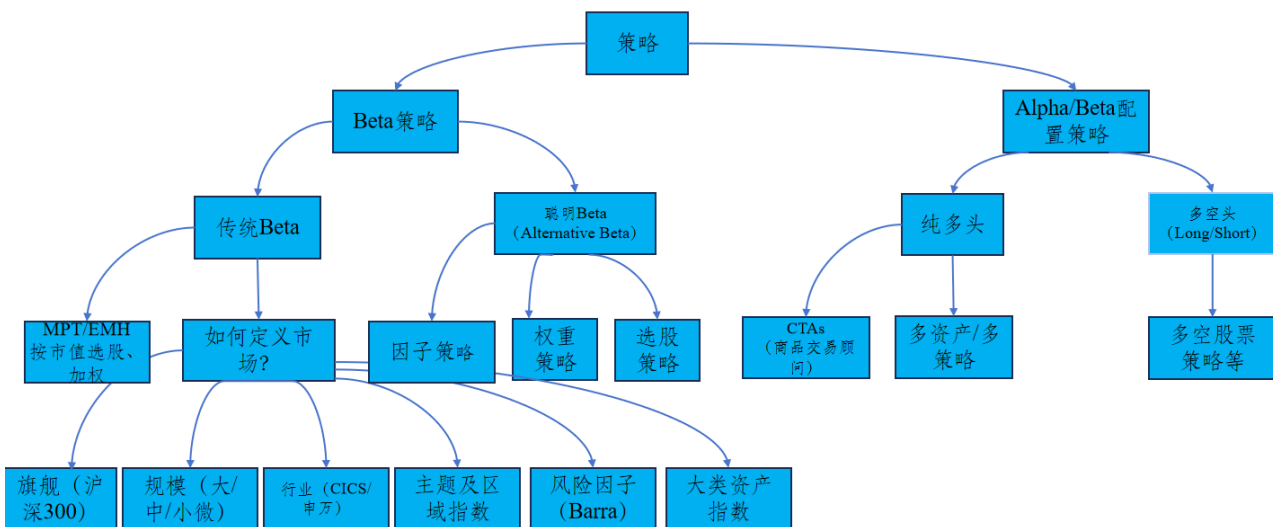 策略
Beta策略
Alpha/Beta配
置策略
传统Beta
聪明Beta
（Alternative Beta）
纯多头
多空头
（Long/Short）
MPT/EMH
按市值选股、
加权
如何定义市
场？
因子策略
权重
策略
选股
策略
CTAs
（商品交易顾
问）
多资产/多
策略
多空股票
策略等
旗舰（沪
深300）
规模（大/
中/小微）
行业（CICS/
申万）
主题及区
域指数
风险因子
（Barra）
大类资产
指数